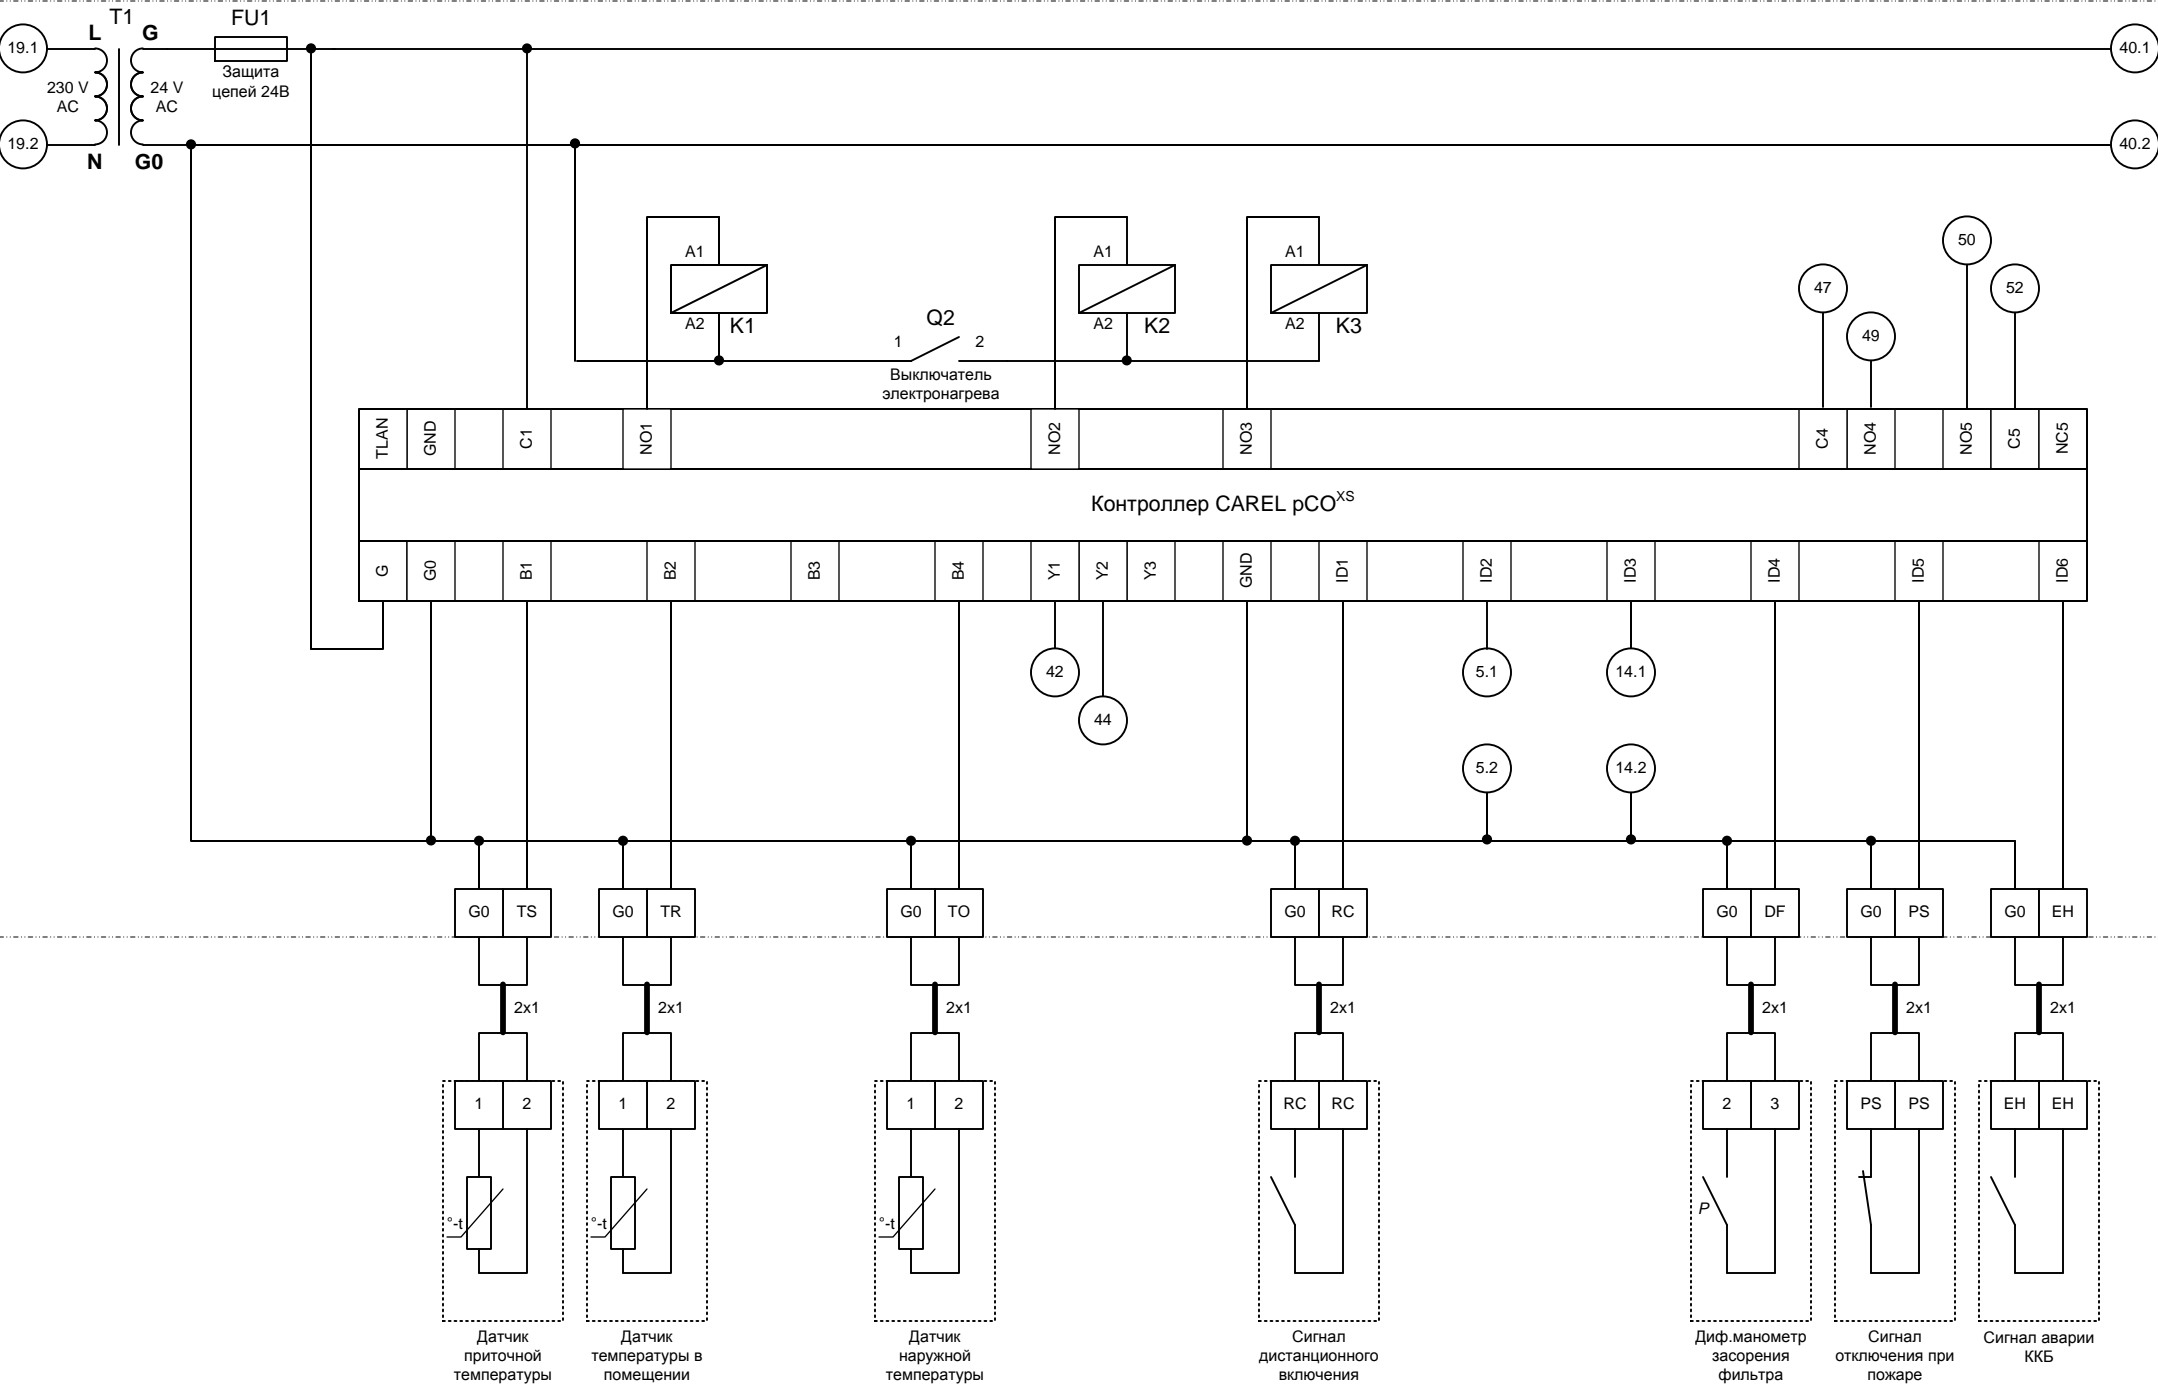 T1
FU1
L
G
19.1
40.1
Защита
цепей 24В
230 V
AC
24 V
AC
19.2
40.2
N
G0
50
A1
A1
A1
47
52
Q2
A2
K1
A2
K2
A2
K3
1
2
49
Выключатель
электронагрева
TLAN
GND
C1
NO1
NO2
NO3
C4
NO4
NO5
C5
NC5
Контроллер CAREL pCOXS
G
G0
B1
B2
B3
B4
Y1
Y2
Y3
GND
ID1
ID2
ID3
ID4
ID5
ID6
42
5.1
14.1
44
5.2
14.2
G0
TS
G0
TR
G0
TO
G0
RC
G0
DF
G0
PS
G0
EH
2x1
2x1
2x1
2x1
2x1
2x1
2x1
1
2
1
2
1
2
RC
RC
2
3
PS
PS
EH
EH
°-t
°-t
°-t
P
Датчик
приточной
температуры
Датчик
температуры в
помещении
Датчик
наружной
температуры
Сигнал
дистанционного
включения
Диф.манометр
засорения
фильтра
Сигнал
отключения при
пожаре
Сигнал аварии
ККБ